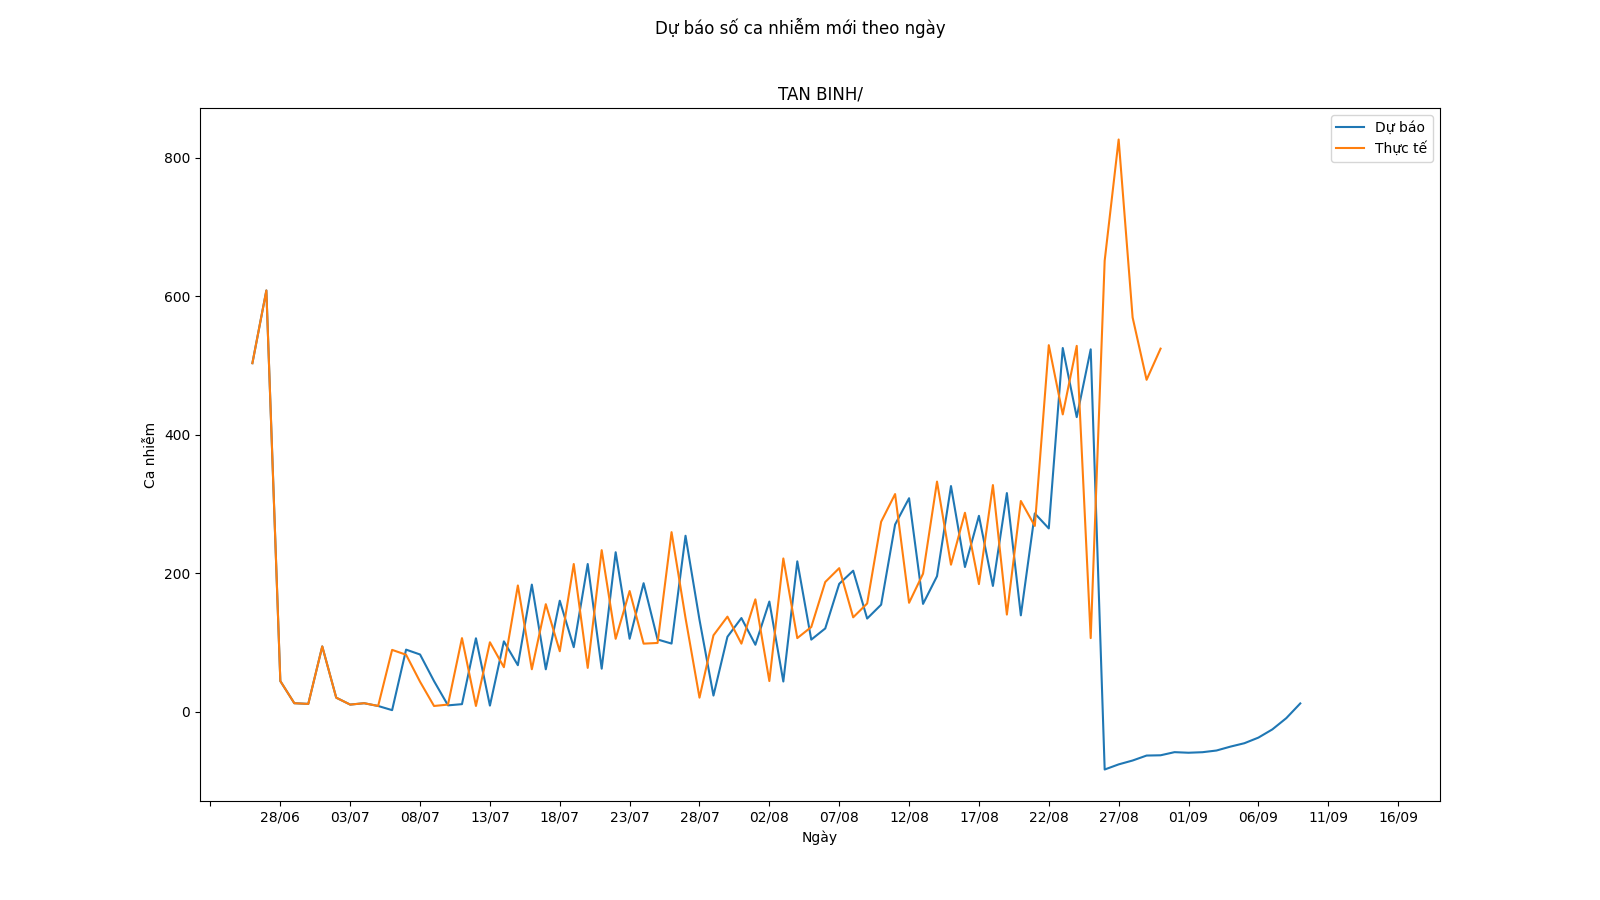 Dự báo số ca nhiễm mới theo ngày
TAN BINH/
Dự báo
Thực tế
800
600
400
200
0
Ca nhiễm
28/06 03/07 08/07 13/07 18/07 23/07 28/07 02/08 07/08 12/08 17/08 22/08 27/08 01/09 06/09 11/09 16/09
Ngày